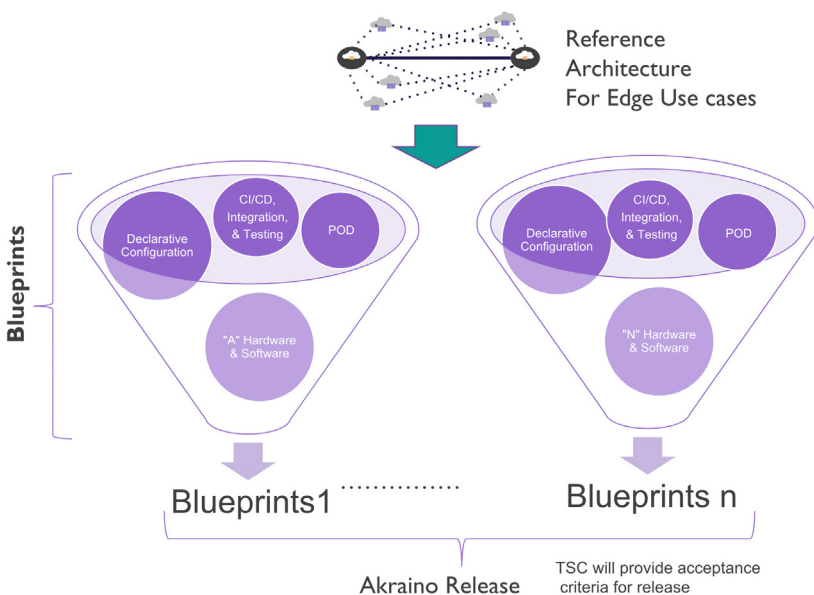 Reference
Architecture
For Edge Use cases
Blueprints
CI/CD,
Integration,
& Testing
Declarative
Configuration
POD
"A" Hardware
& Software
CI/CD,
Integration,
& Testing
Declarative
Configuration
POD
"N" Hardware
& Software
Blueprints1
Blueprints n
Akraino Release
TSC will provide acceptance
criteria for release